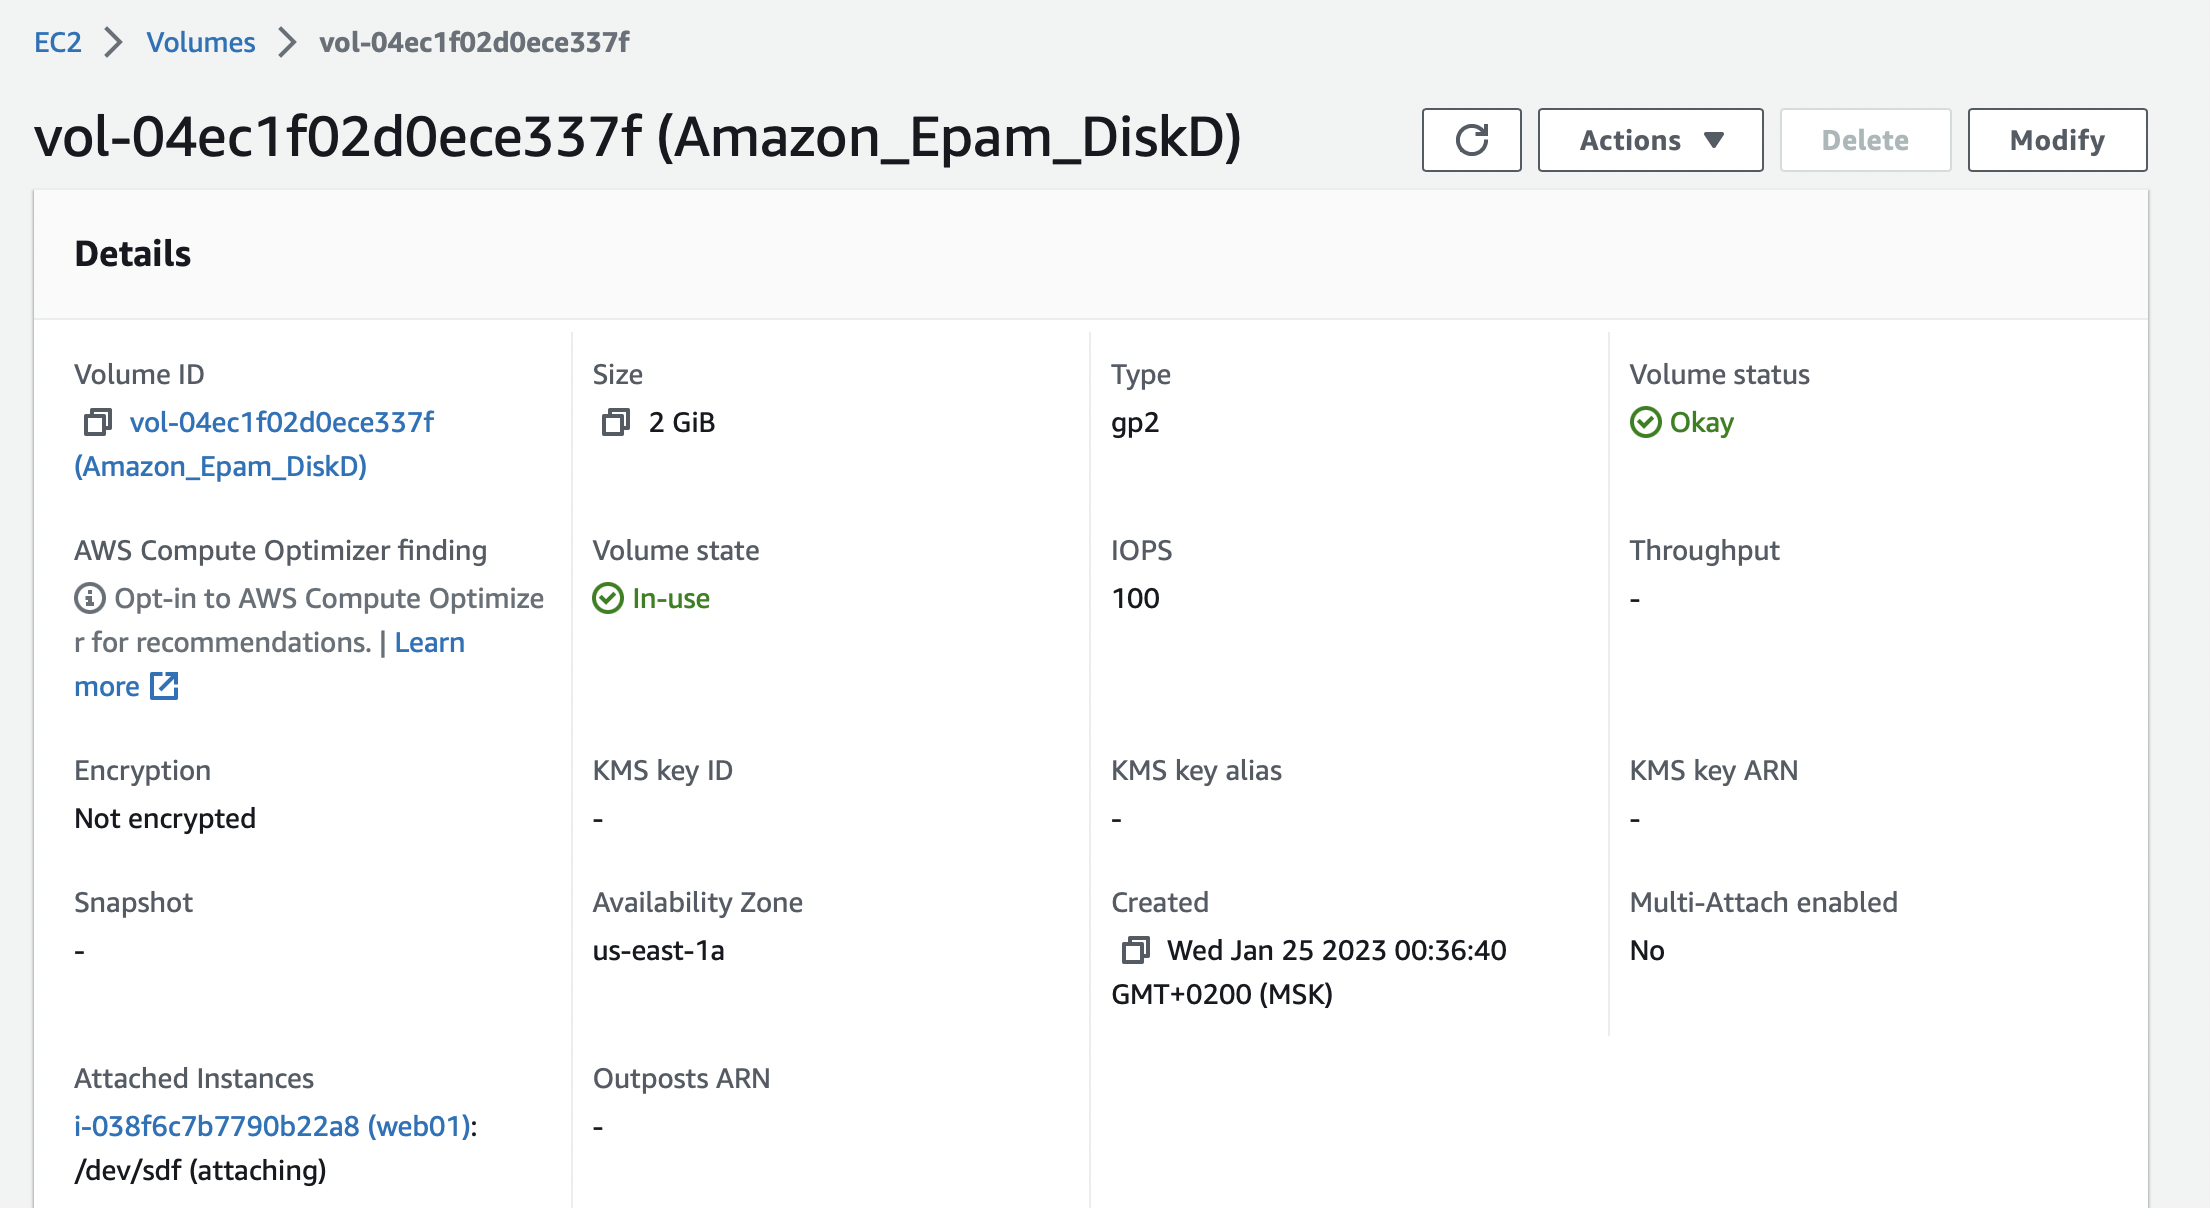 EC2 Volumes vol-04ec1f02d0ece337f
vol-04ec1f02d0ece337f (Amazon_Epam_DiskD)
Actions
Delete
Modify
Details
Volume ID
vol-04ec1f02d0ece337f
(Amazon_Epam_DiskD)
Size
2 GiB
Type
gp2
Volume status
Okay
AWS Compute Optimizer finding
Opt-in to AWS Compute Optimize
r for recommendations. | Learn
more
Volume state
In-use
IOPS
100
Throughput
-
Encryption
Not encrypted
KMS key ID
-
KMS key alias
-
KMS key ARN
-
Snapshot
-
Availability Zone
us-east-1a
Created
Wed Jan 25 2023 00:36:40
GMT+0200 (MSK)
Multi-Attach enabled
No
Attached Instances
i-038f6c7b7790b22a8 (web01):
/dev/sdf (attaching)
Outposts ARN
-